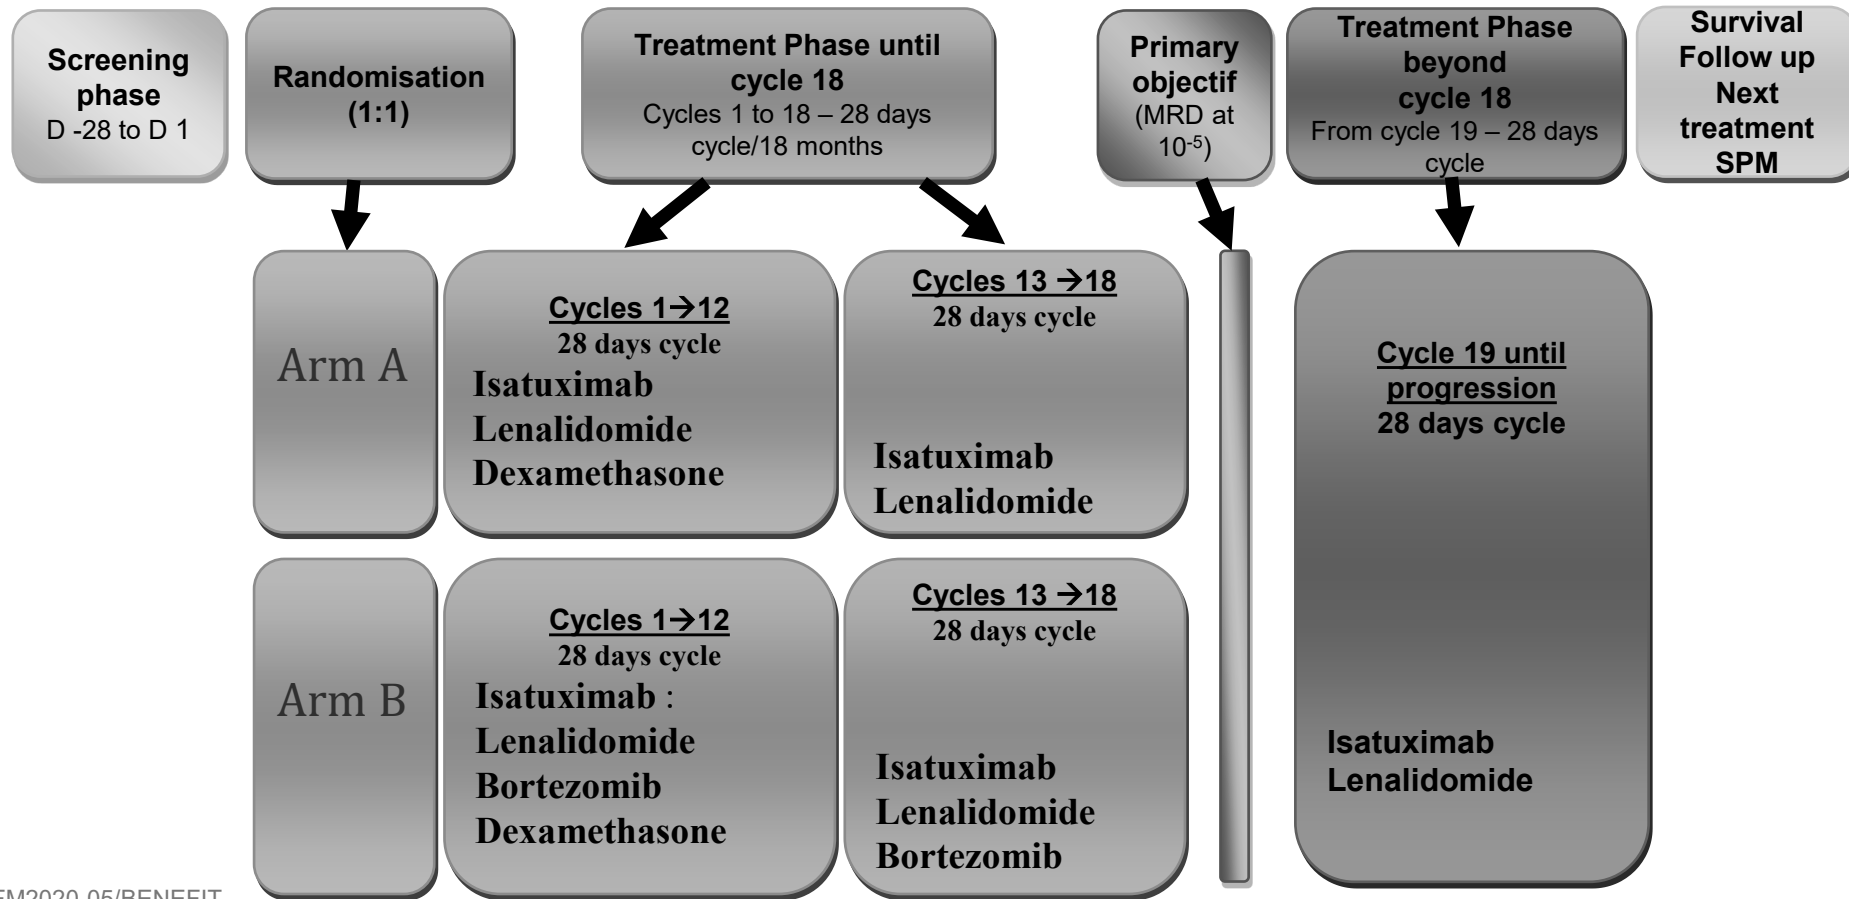 Screening
phase
D -28 to D 1
Randomisation
(1:1)
Treatment Phase until
cycle 18
Cycles 1 to 18 – 28 days
cycle/18 months
Primary
objectif
(MRD at
10⁻⁵)
Treatment Phase
beyond
cycle 18
From cycle 19 – 28 days
cycle
Survival
Follow up
Next
treatment
SPM
Arm A
Cycles 1→12
28 days cycle
Isatuximab
Lenalidomide
Dexamethasone
Cycles 13 →18
28 days cycle
Isatuximab
Lenalidomide
Arm B
Cycles 1→12
28 days cycle
Isatuximab :
Lenalidomide
Bortezomib
Dexamethasone
Cycles 13 →18
28 days cycle
Isatuximab
Lenalidomide
Bortezomib
Cycle 19 until
progression
28 days cycle
Isatuximab
Lenalidomide